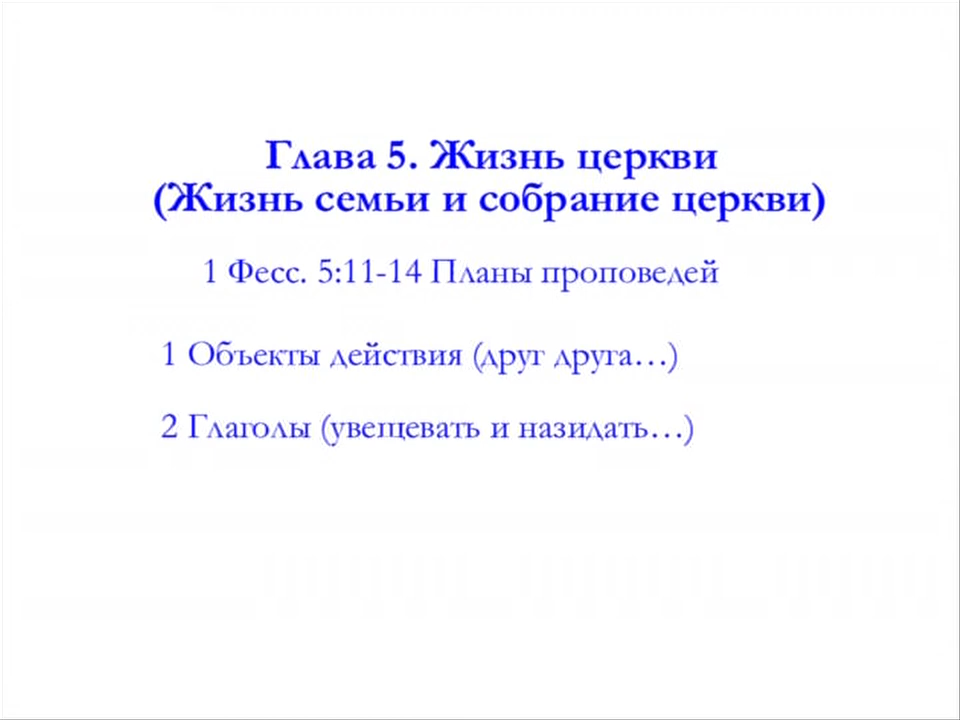 Глава 5. Жизнь церкви
(Жизнь семьи и собрание церкви)
1 Фесс. 5:11-14 Планы проповедей
1 Объекты действия (друг друга…)
2 Глаголы (увещевать и назидать…)